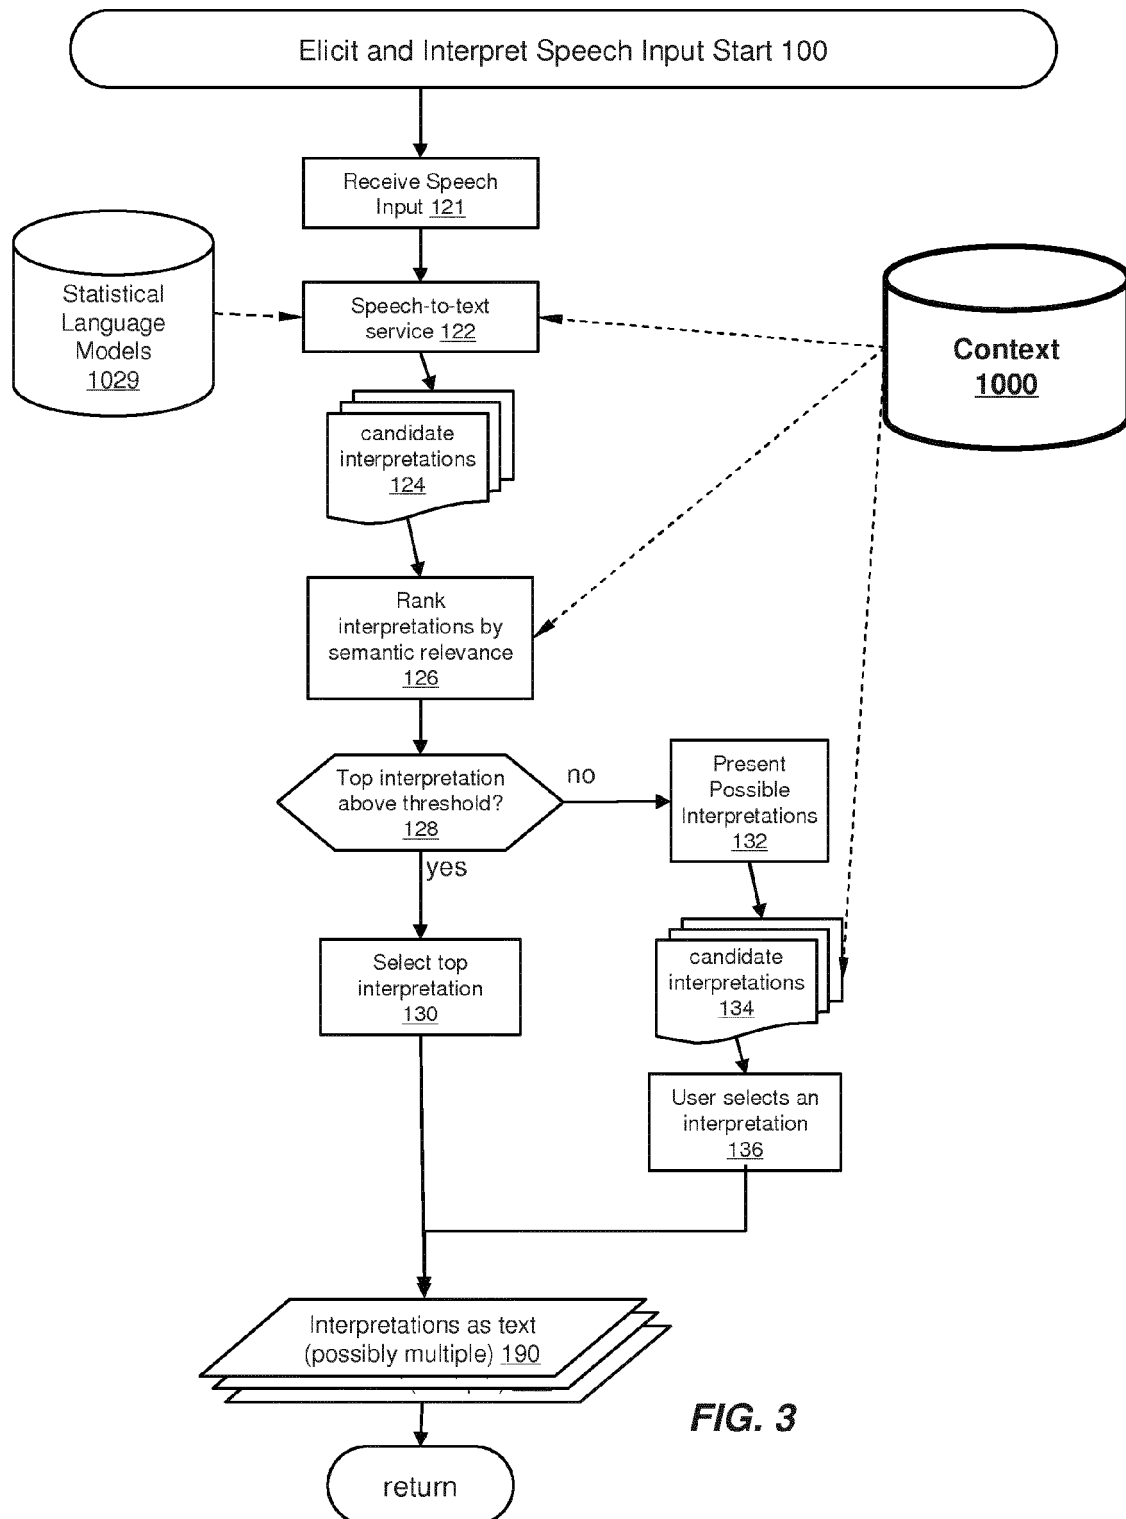 Elicit and Interpret Speech Input Start 100
Receive Speech
Input 121
Statistical
Language
Models
1029
Speech-to-text
service 122
Context
1000
candidate
interpretations
124
Rank
interpretations by
semantic relevance
126
Top interpretation
above threshold?
128
no
yes
Present
Possible
Interpretations
132
Select top
interpretation
130
candidate
interpretations
134
User selects an
interpretation
136
Interpretations as text
(possibly multiple) 190
FIG. 3
return